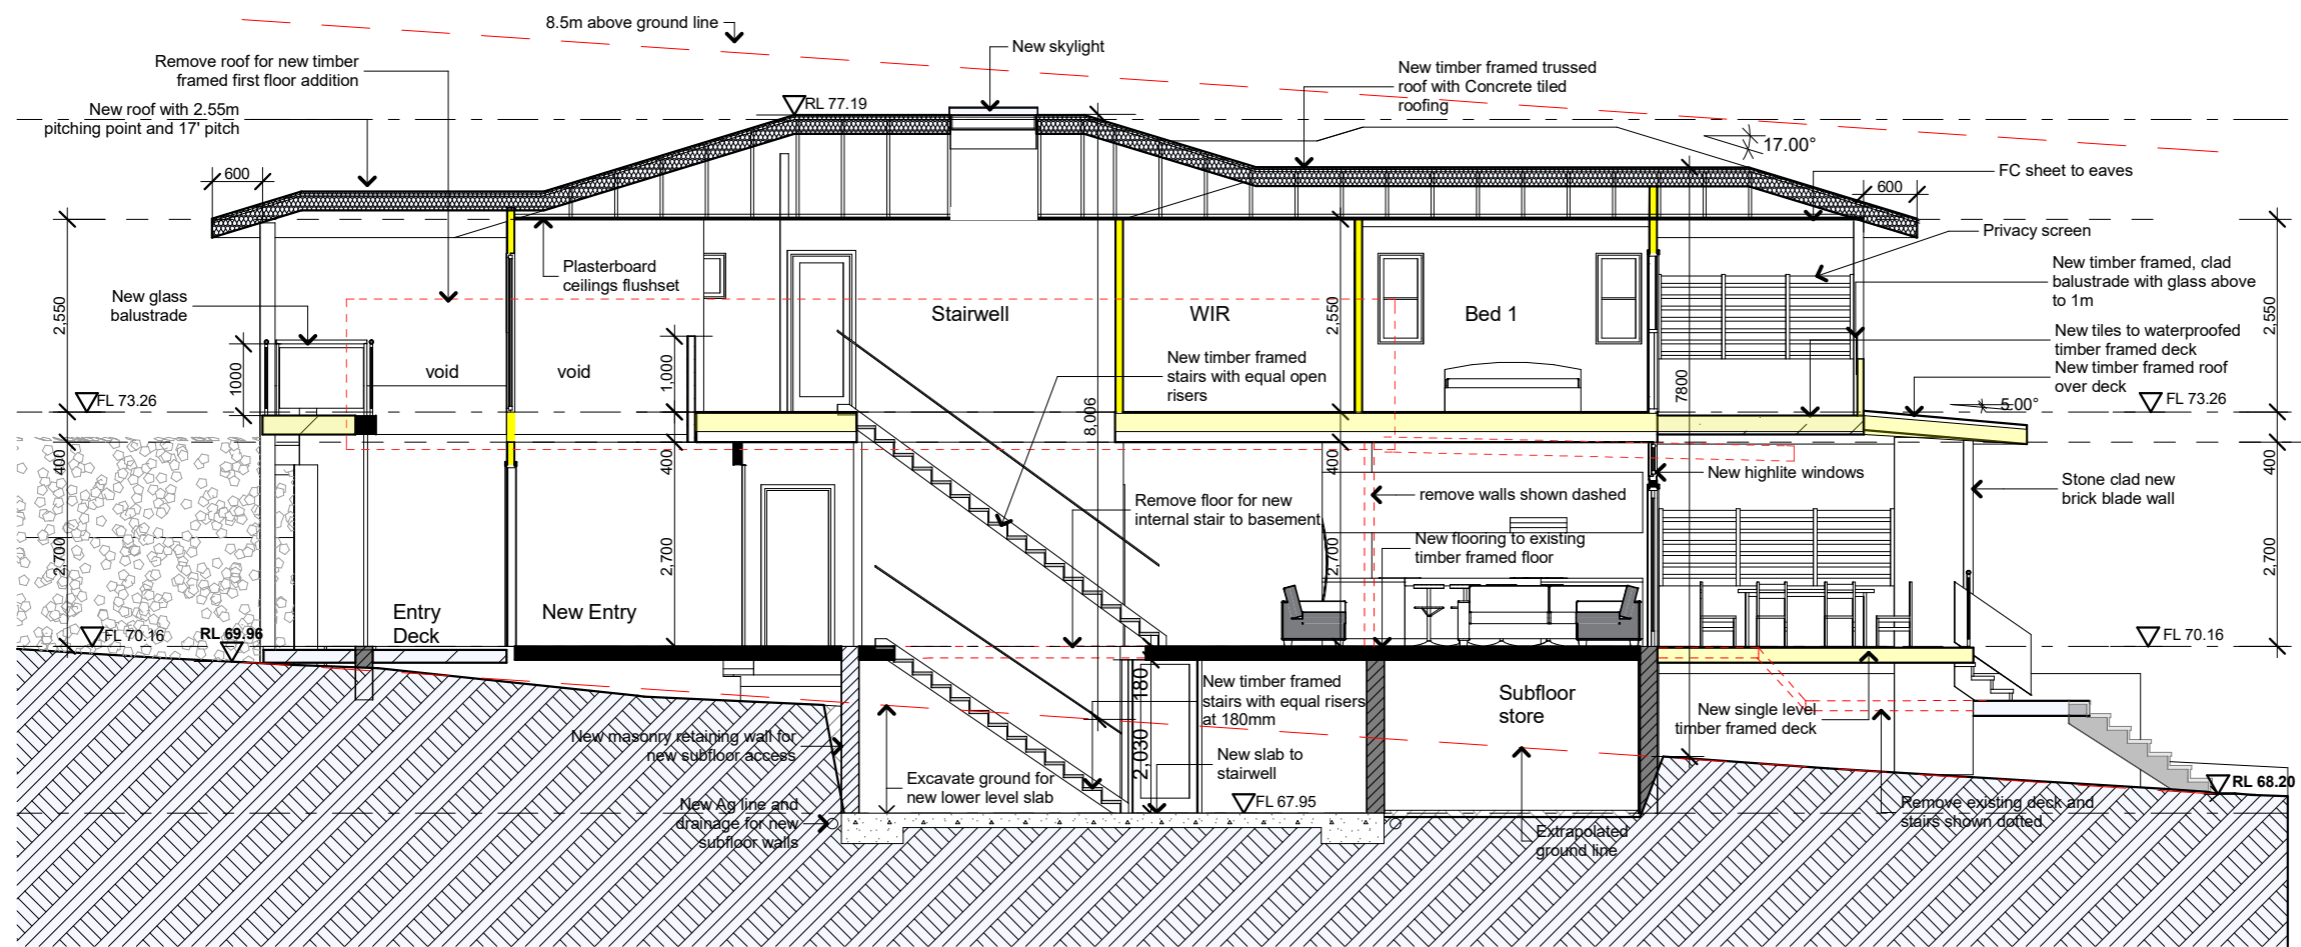 8.5m above ground line
New skylight
Remove roof for new timber
framed first floor addition
New timber framed trussed
roof with Concrete tiled
roofing
New roof with 2.55m
pitching point and 17' pitch
RL 77.19
17.00°
FC sheet to eaves
600
600
Privacy screen
Plasterboard
ceilings flushset
New timber framed, clad
balustrade with glass above
to 1m
New glass
balustrade
Stairwell
WIR
Bed 1
2,550
2,550
2,550
New tiles to waterproofed
timber framed deck
New timber framed roof
over deck
New timber framed
stairs with equal open
risers
void
void
1000
1,000
7800
8,006
FL 73.26
FL 73.26
5.00°
400
400
400
400
New highlite windows
Stone clad new
brick blade wall
remove walls shown dashed
Remove floor for new
internal stair to basement
New flooring to existing
timber framed floor
2,700
2,700
2,700
2,700
Entry
Deck
New Entry
FL 70.16
RL 69.96
FL 70.16
New timber framed
stairs with equal risers
at 180mm
180
2,030
Subfloor
store
New single level
timber framed deck
New masonry retaining wall for
new subfloor access
New slab to
stairwell
Excavate ground for
new lower level slab
FL 67.95
RL 68.20
New Ag line and
drainage for new
subfloor walls
Remove existing deck and
stairs shown dotted
Extrapolated
ground line